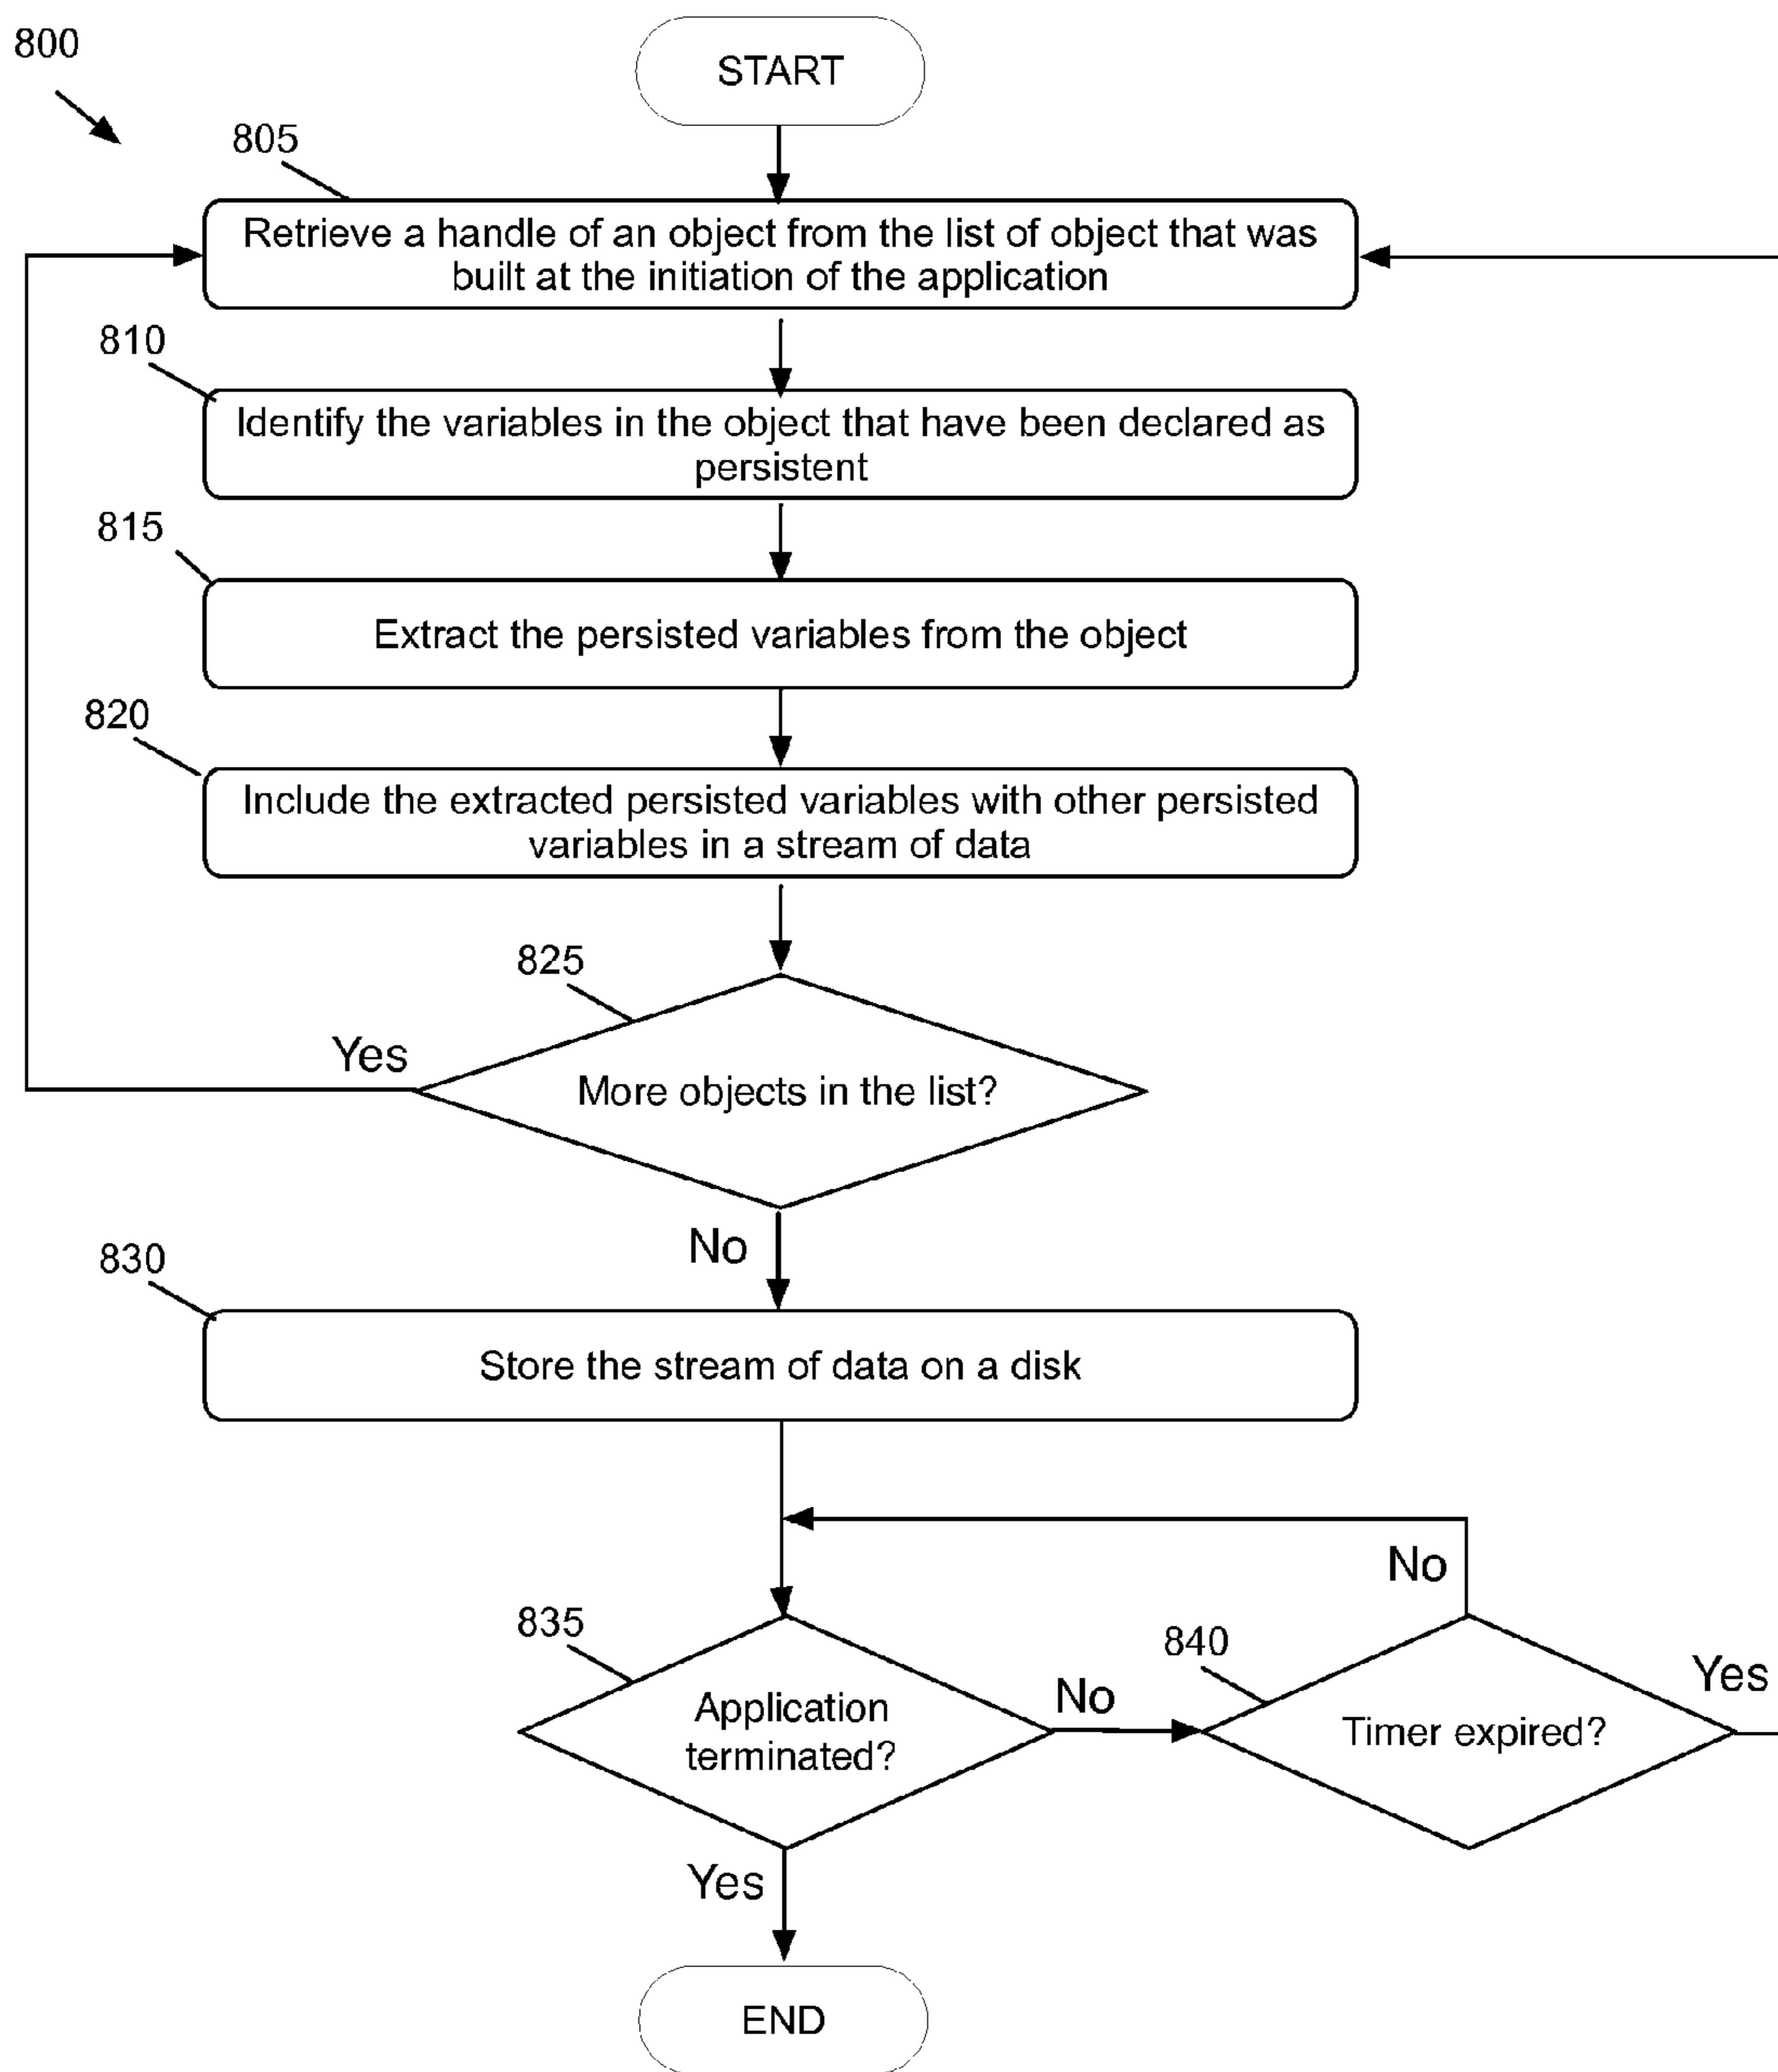 800
START
805
Retrieve a handle of an object from the list of object that was
built at the initiation of the application
810
Identify the variables in the object that have been declared as
persistent
815
Extract the persisted variables from the object
820
Include the extracted persisted variables with other persisted
variables in a stream of data
825
Yes
More objects in the list?
No
830
Store the stream of data on a disk
No
835
840
Application
terminated?
No
Timer expired?
Yes
Yes
END